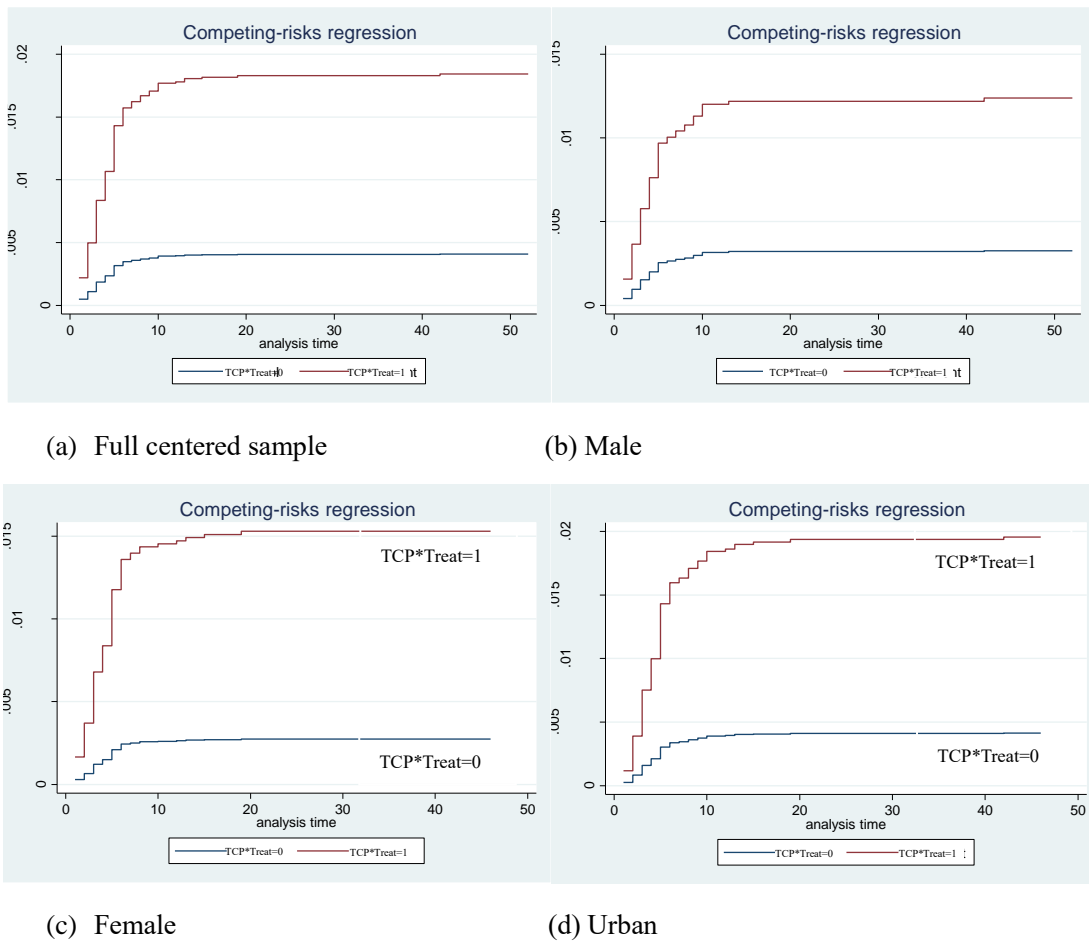 Competing-risks regression
.02
.015
.01
.005
0
0 10 20 30 40 50
analysis time
TCP*Treat=0 TCP*Treat=1
Competing-risks regression
.015
.01
.005
0
0 10 20 30 40 50
analysis time
TCP*Treat=0 TCP*Treat=1
(a) Full centered sample
(b) Male
Competing-risks regression
.015
.01
.005
0
TCP*Treat=1
TCP*Treat=0
0 10 20 30 40 50
analysis time
TCP*Treat=0 TCP*Treat=1
Competing-risks regression
.02
.015
.01
.005
0
TCP*Treat=1
TCP*Treat=0
0 10 20 30 40 50
analysis time
TCP*Treat=0 TCP*Treat=1
(c) Female
(d) Urban